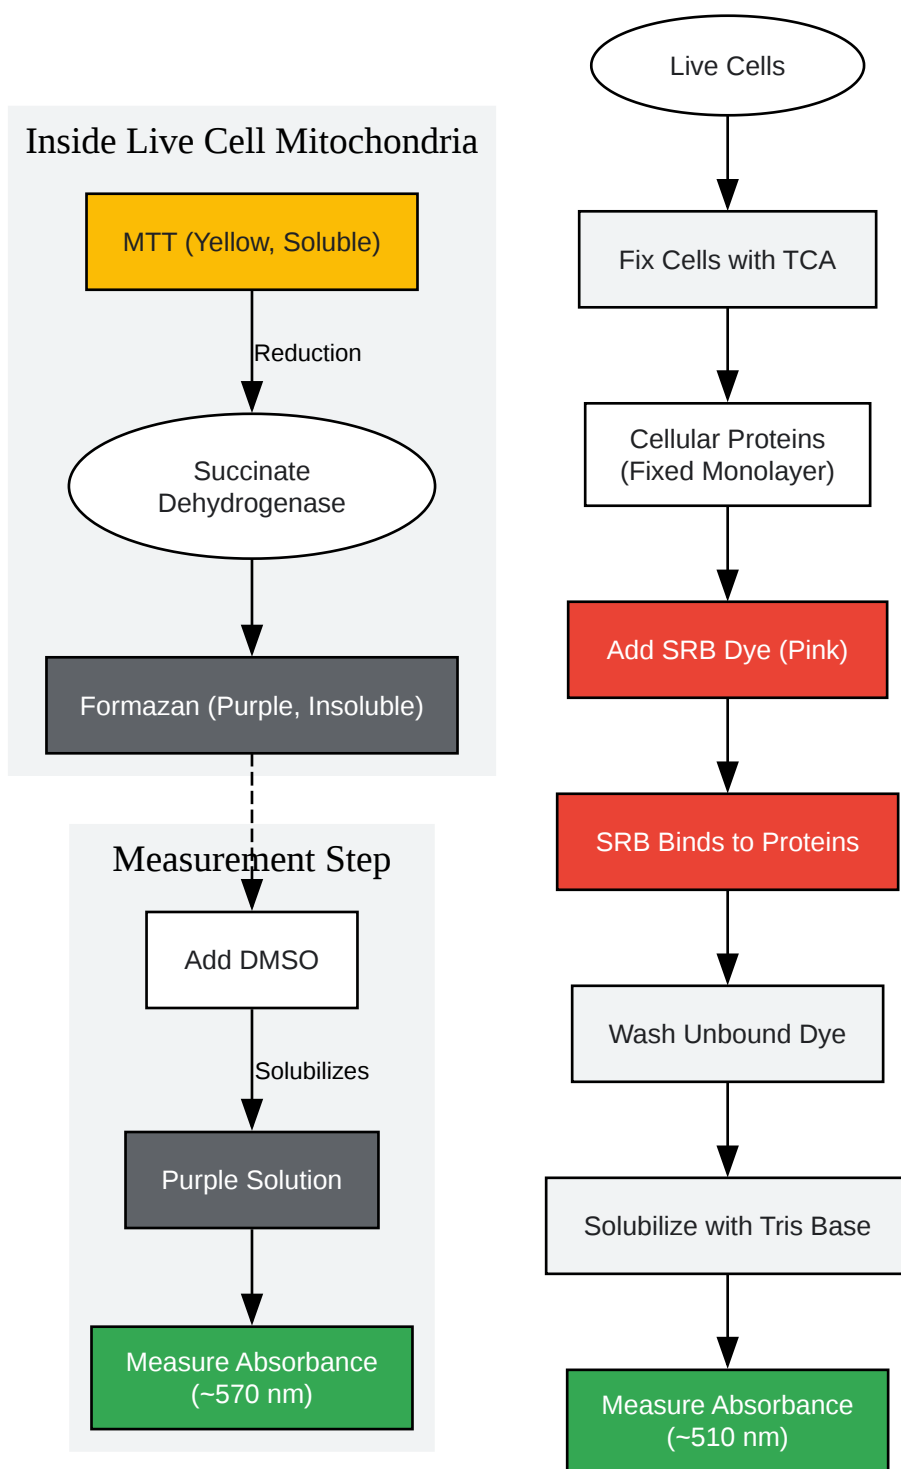 Inside Live Cell Mitochondria
MTT (Yellow, Soluble)
Reduction
Succinate
Dehydrogenase
Formazan (Purple, Insoluble)
Measurement Step
Add DMSO
Solubilizes
Purple Solution
Measure Absorbance
(~570 nm)
Live Cells
Fix Cells with TCA
Cellular Proteins
(Fixed Monolayer)
Add SRB Dye (Pink)
SRB Binds to Proteins
Wash Unbound Dye
Solubilize with Tris Base
Measure Absorbance
(~510 nm)